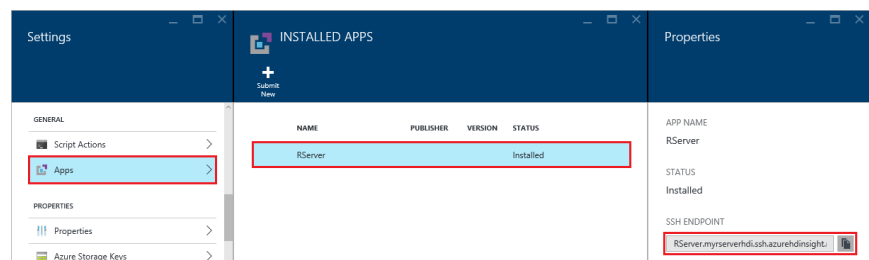 Settings
INSTALLED APPS
Properties
Submit
New
GENERAL
Script Actions
Apps
PROPERTIES
Properties
Azure Storage Keys
NAME PUBLISHER VERSION STATUS
RServer Installed
APP NAME
RServer
STATUS
Installed
SSH ENDPOINT
RServer.myrserverhdi.ssh.azurehdinsight.